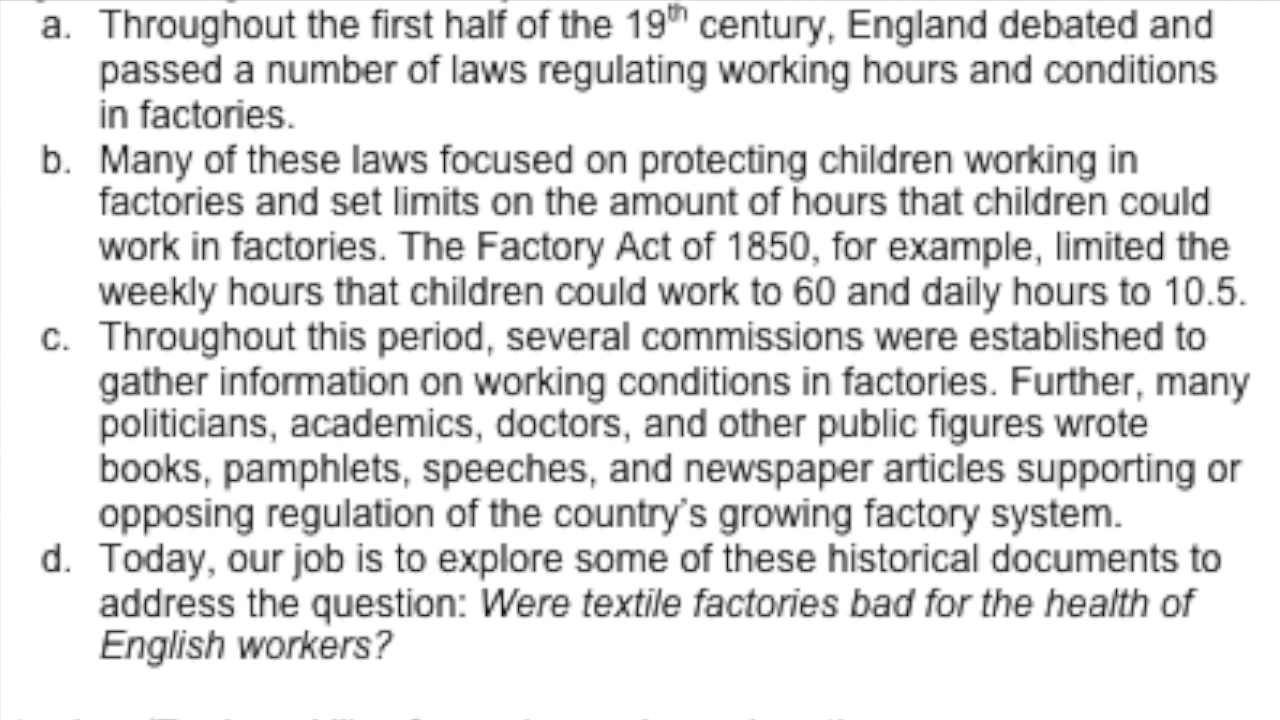 a. Throughout the first half of the 19th century, England debated and
passed a number of laws regulating working hours and conditions
in factories.
b. Many of these laws focused on protecting children working in
factories and set limits on the amount of hours that children could
work in factories. The Factory Act of 1850, for example, limited the
weekly hours that children could work to 60 and daily hours to 10.5.
c. Throughout this period, several commissions were established to
gather information on working conditions in factories. Further, many
politicians, academics, doctors, and other public figures wrote
books, pamphlets, speeches, and newspaper articles supporting or
opposing regulation of the country's growing factory system.
d. Today, our job is to explore some of these historical documents to
address the question: Were textile factories bad for the health of
English workers?